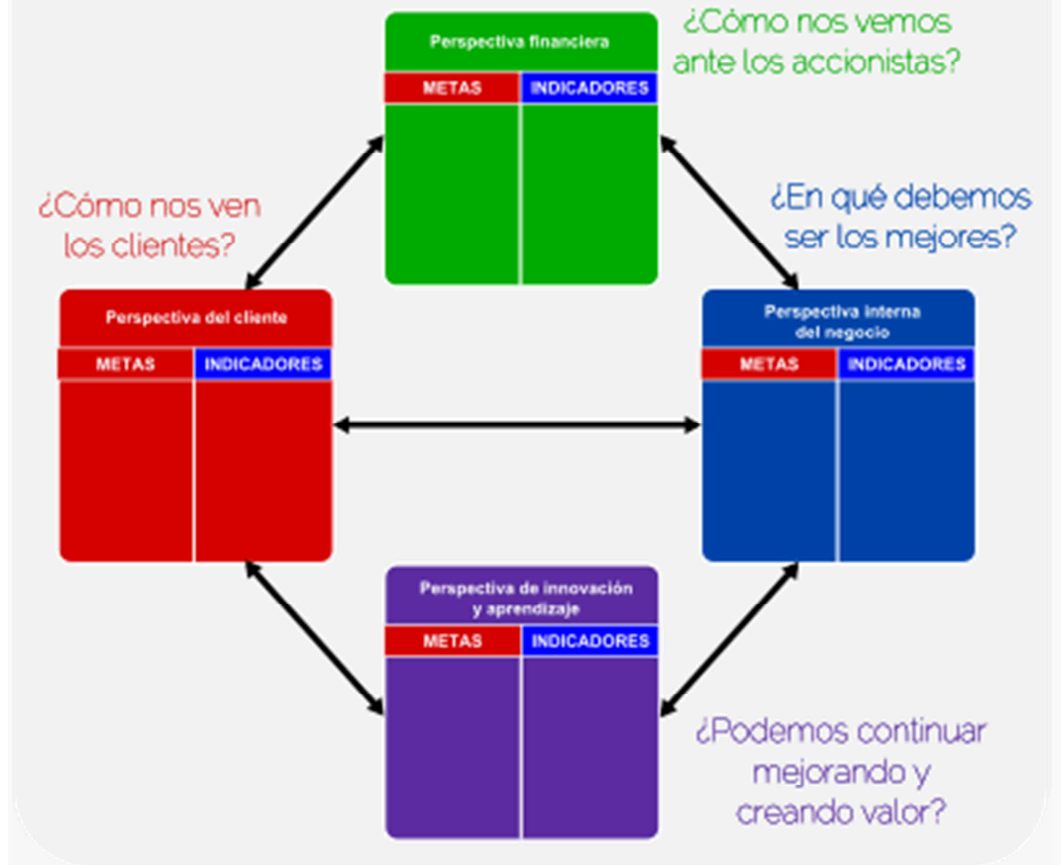 ¿Cómo nos vemos
ante los accionistas?
Perspectiva financiera
METAS INDICADORES
¿Cómo nos ven
los clientes?
¿En qué debemos
ser los mejores?
Perspectiva del cliente
METAS INDICADORES
Perspectiva interna
del negocio
METAS INDICADORES
Perspectiva de innovación
y aprendizaje
METAS INDICADORES
¿Podemos continuar
mejorando y
creando valor?